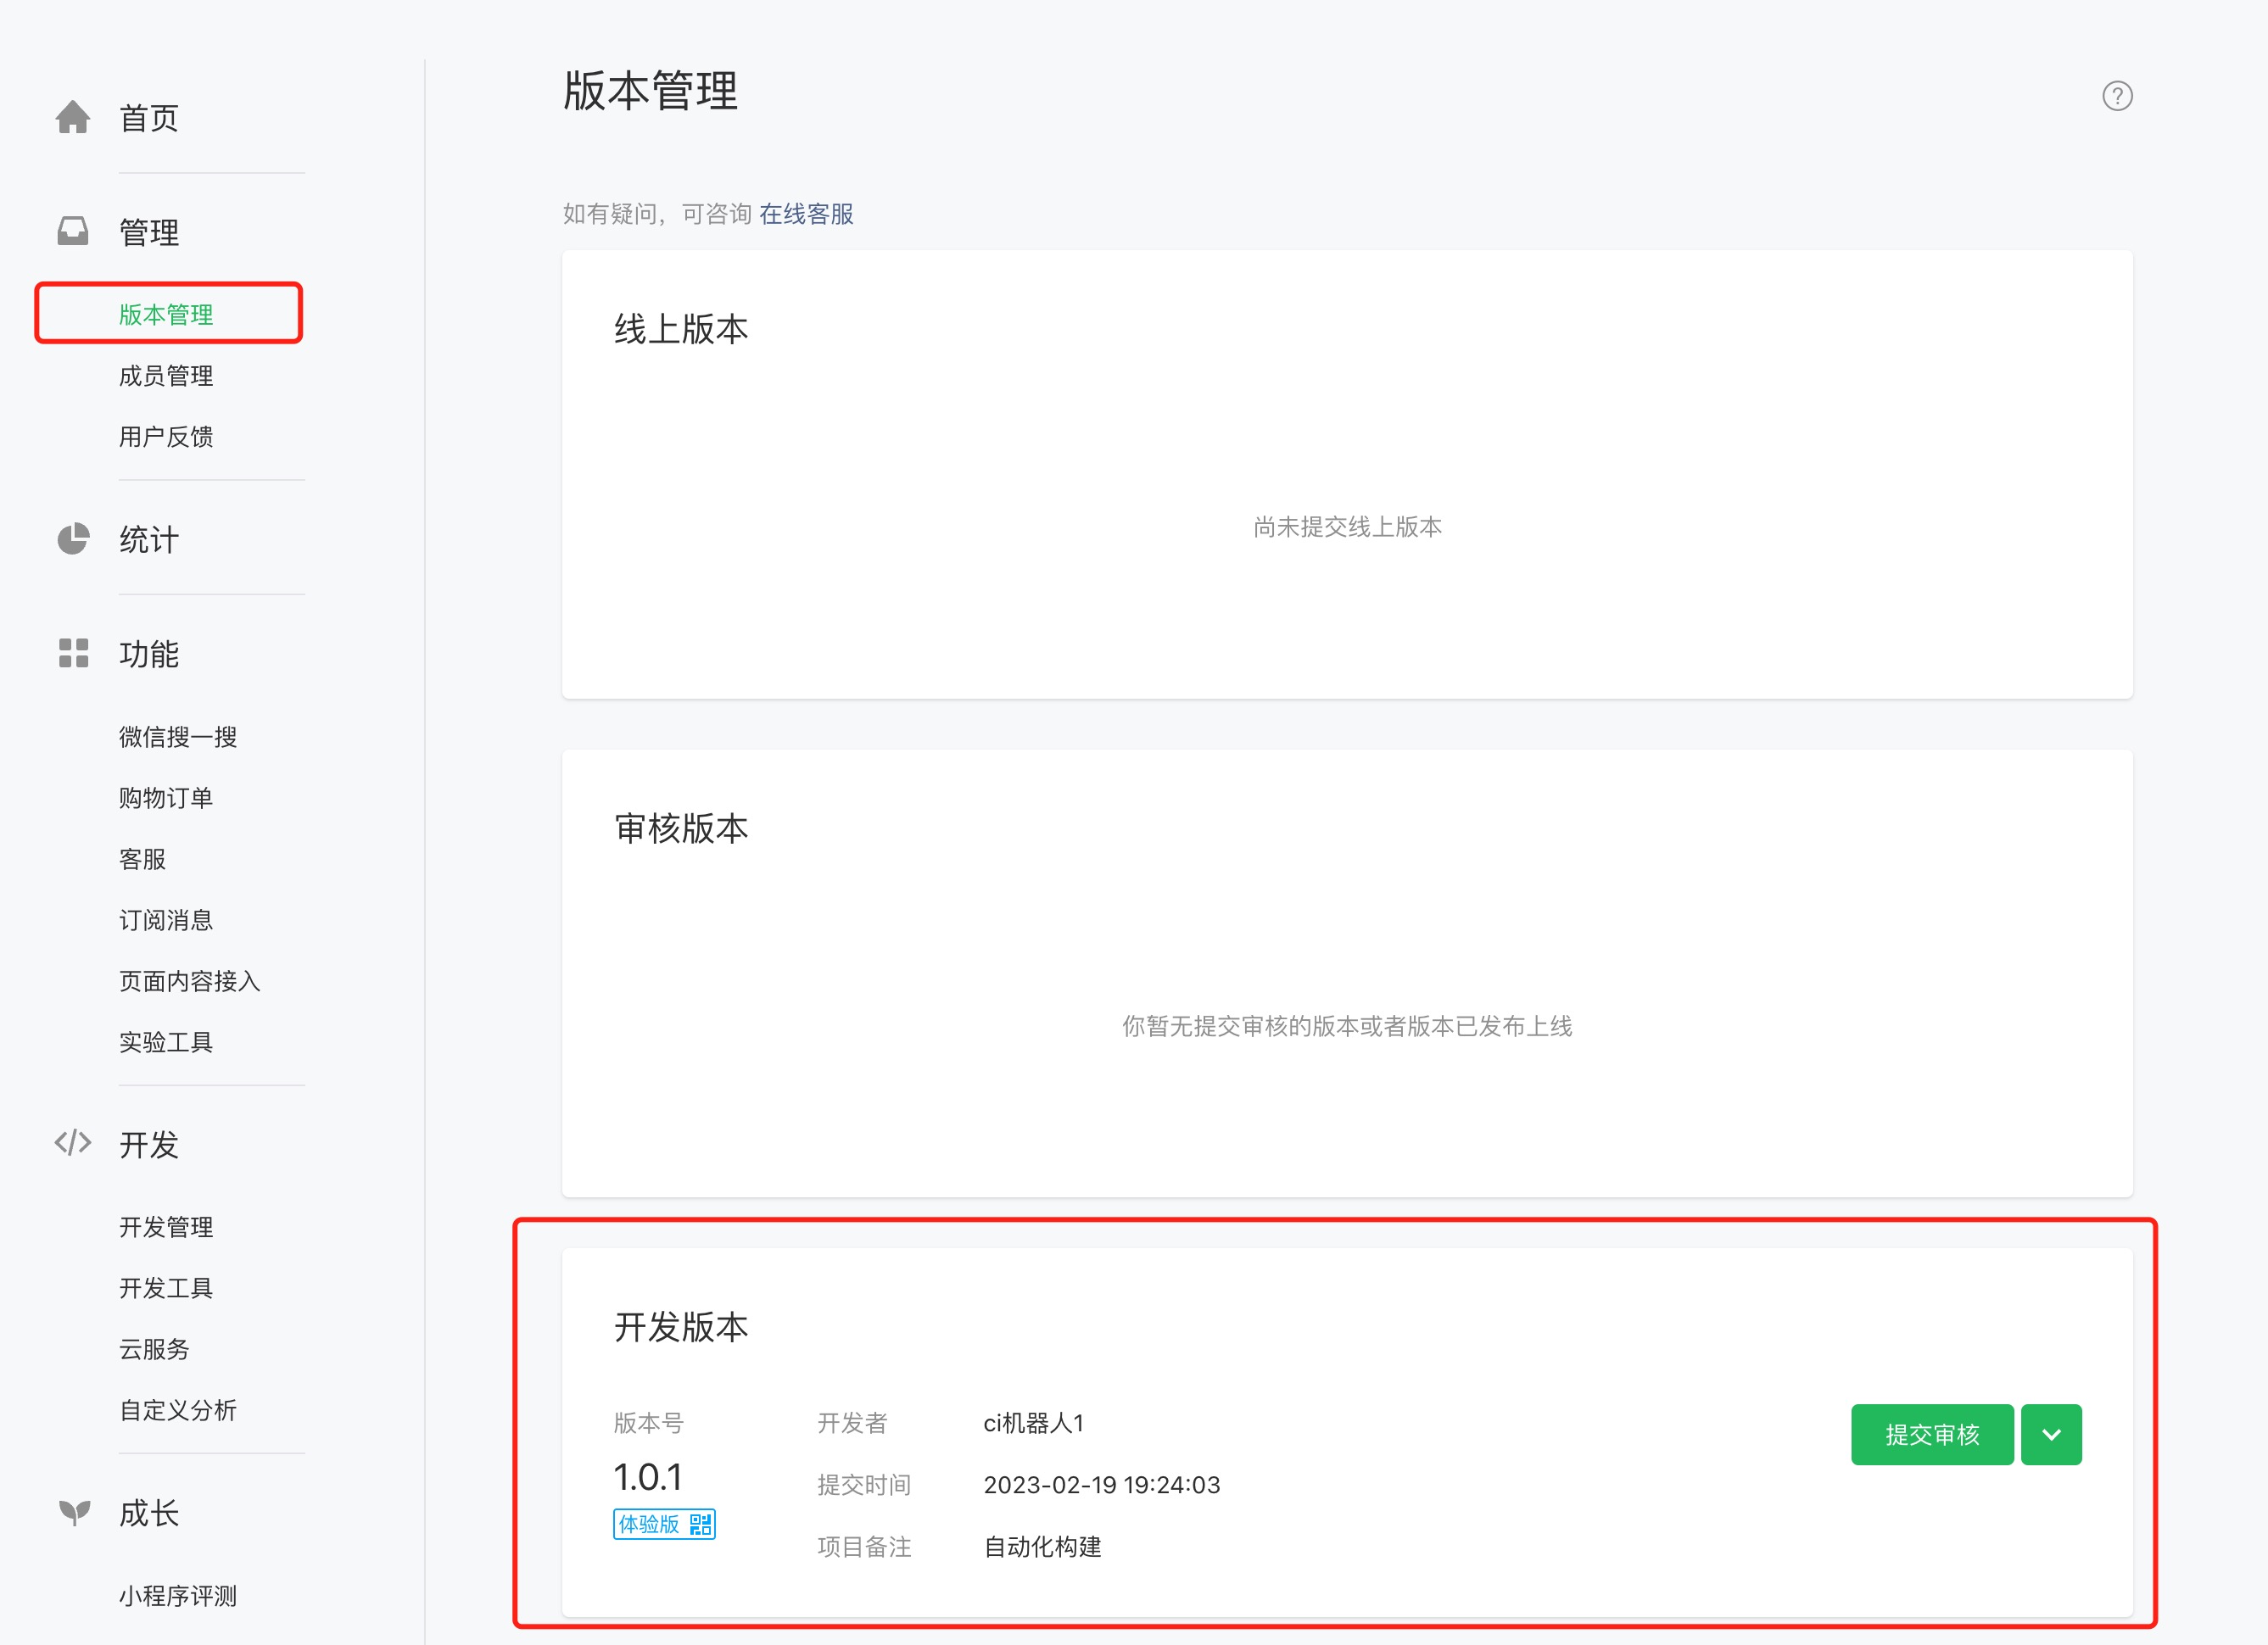 首页
管理
版本管理
成员管理
用户反馈
统计
功能
微信搜一搜
购物订单
客服
订阅消息
页面内容接入
实验工具
开发
开发管理
开发工具
云服务
自定义分析
成长
小程序评测
版本管理
?
如有疑问，可咨询 在线客服
线上版本
尚未提交线上版本
审核版本
你暂无提交审核的版本或者版本已发布上线
开发版本
版本号
1.0.1
体验版
开发者 ci机器人1
提交时间 2023-02-19 19:24:03
项目备注 自动化构建
提交审核